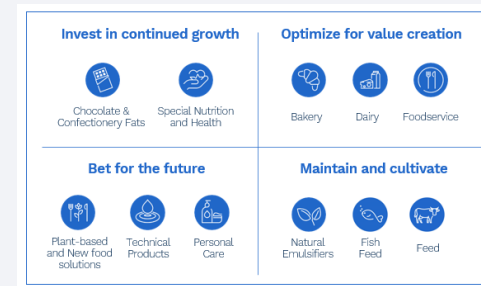 Invest in continued growth
Chocolate &
Confectionery Fats
Special Nutrition
and Health
Optimize for value creation
Bakery
Dairy
Foodservice
Bet for the future
Plant-based
and New food
solutions
Technical
Products
Personal
Care
Maintain and cultivate
Natural
Emulsifiers
Fish
Feed
Feed